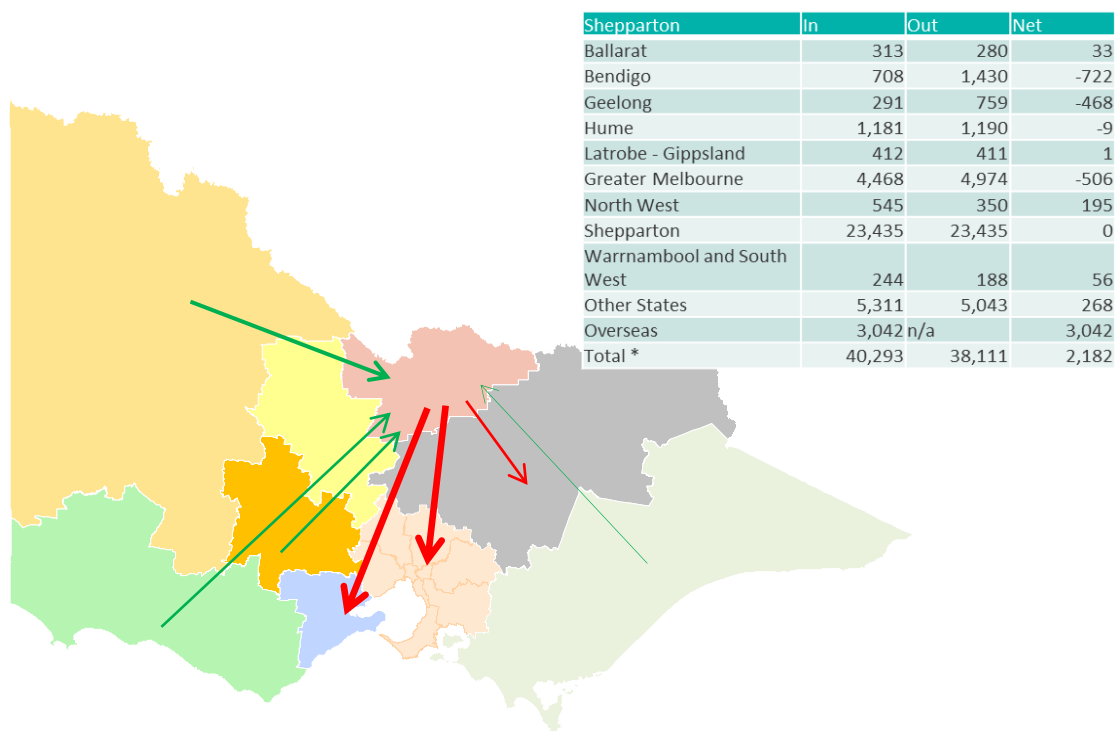 Shepparton In Out Net
Ballarat 313 280 33
Bendigo 708 1,430 -722
Geelong 291 759 -468
Hume 1,181 1,190 -9
Latrobe - Gippsland 412 411 1
Greater Melbourne 4,468 4,974 -506
North West 545 350 195
Shepparton 23,435 23,435 0
Warrnambool and South
West 244 188 56
Other States 5,311 5,043 268
Overseas 3,042 n/a 3,042
Total * 40,293 38,111 2,182